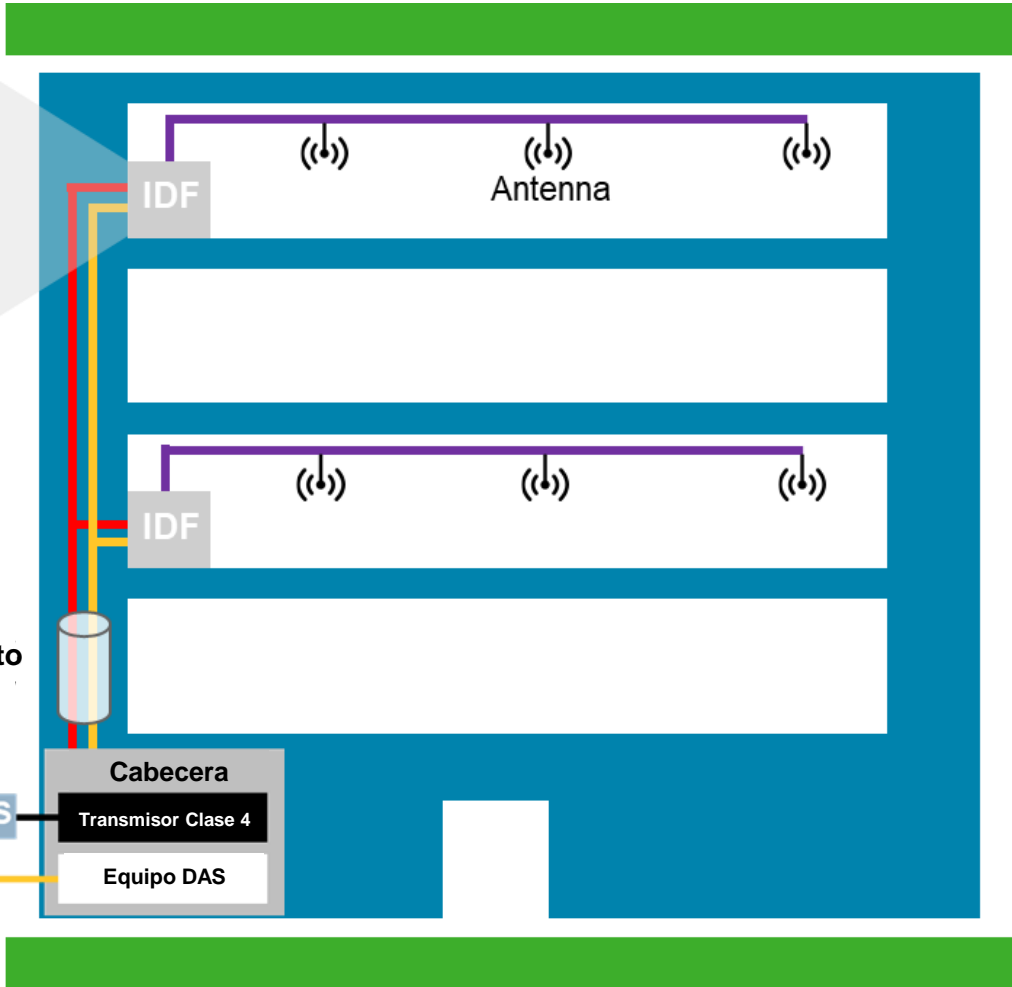 IDF
Antenna
IDF
to
Cabecera
S
Transmisor Clase 4
Equipo DAS